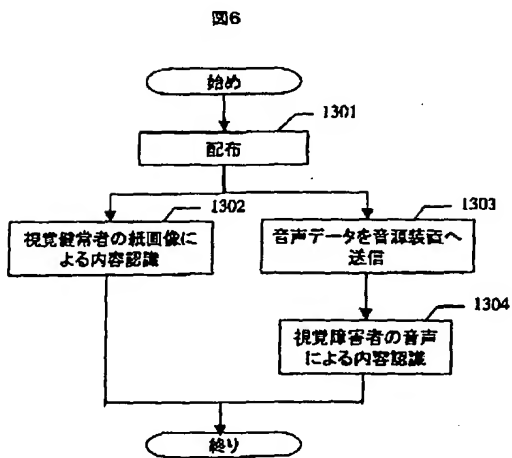 図6
始め
1301
配布
1302
視覚健常者の紙画像に
よる内容認識
1303
音声データを音源装置へ
送信
1304
視覚障害者の音声
による内容認識
終り